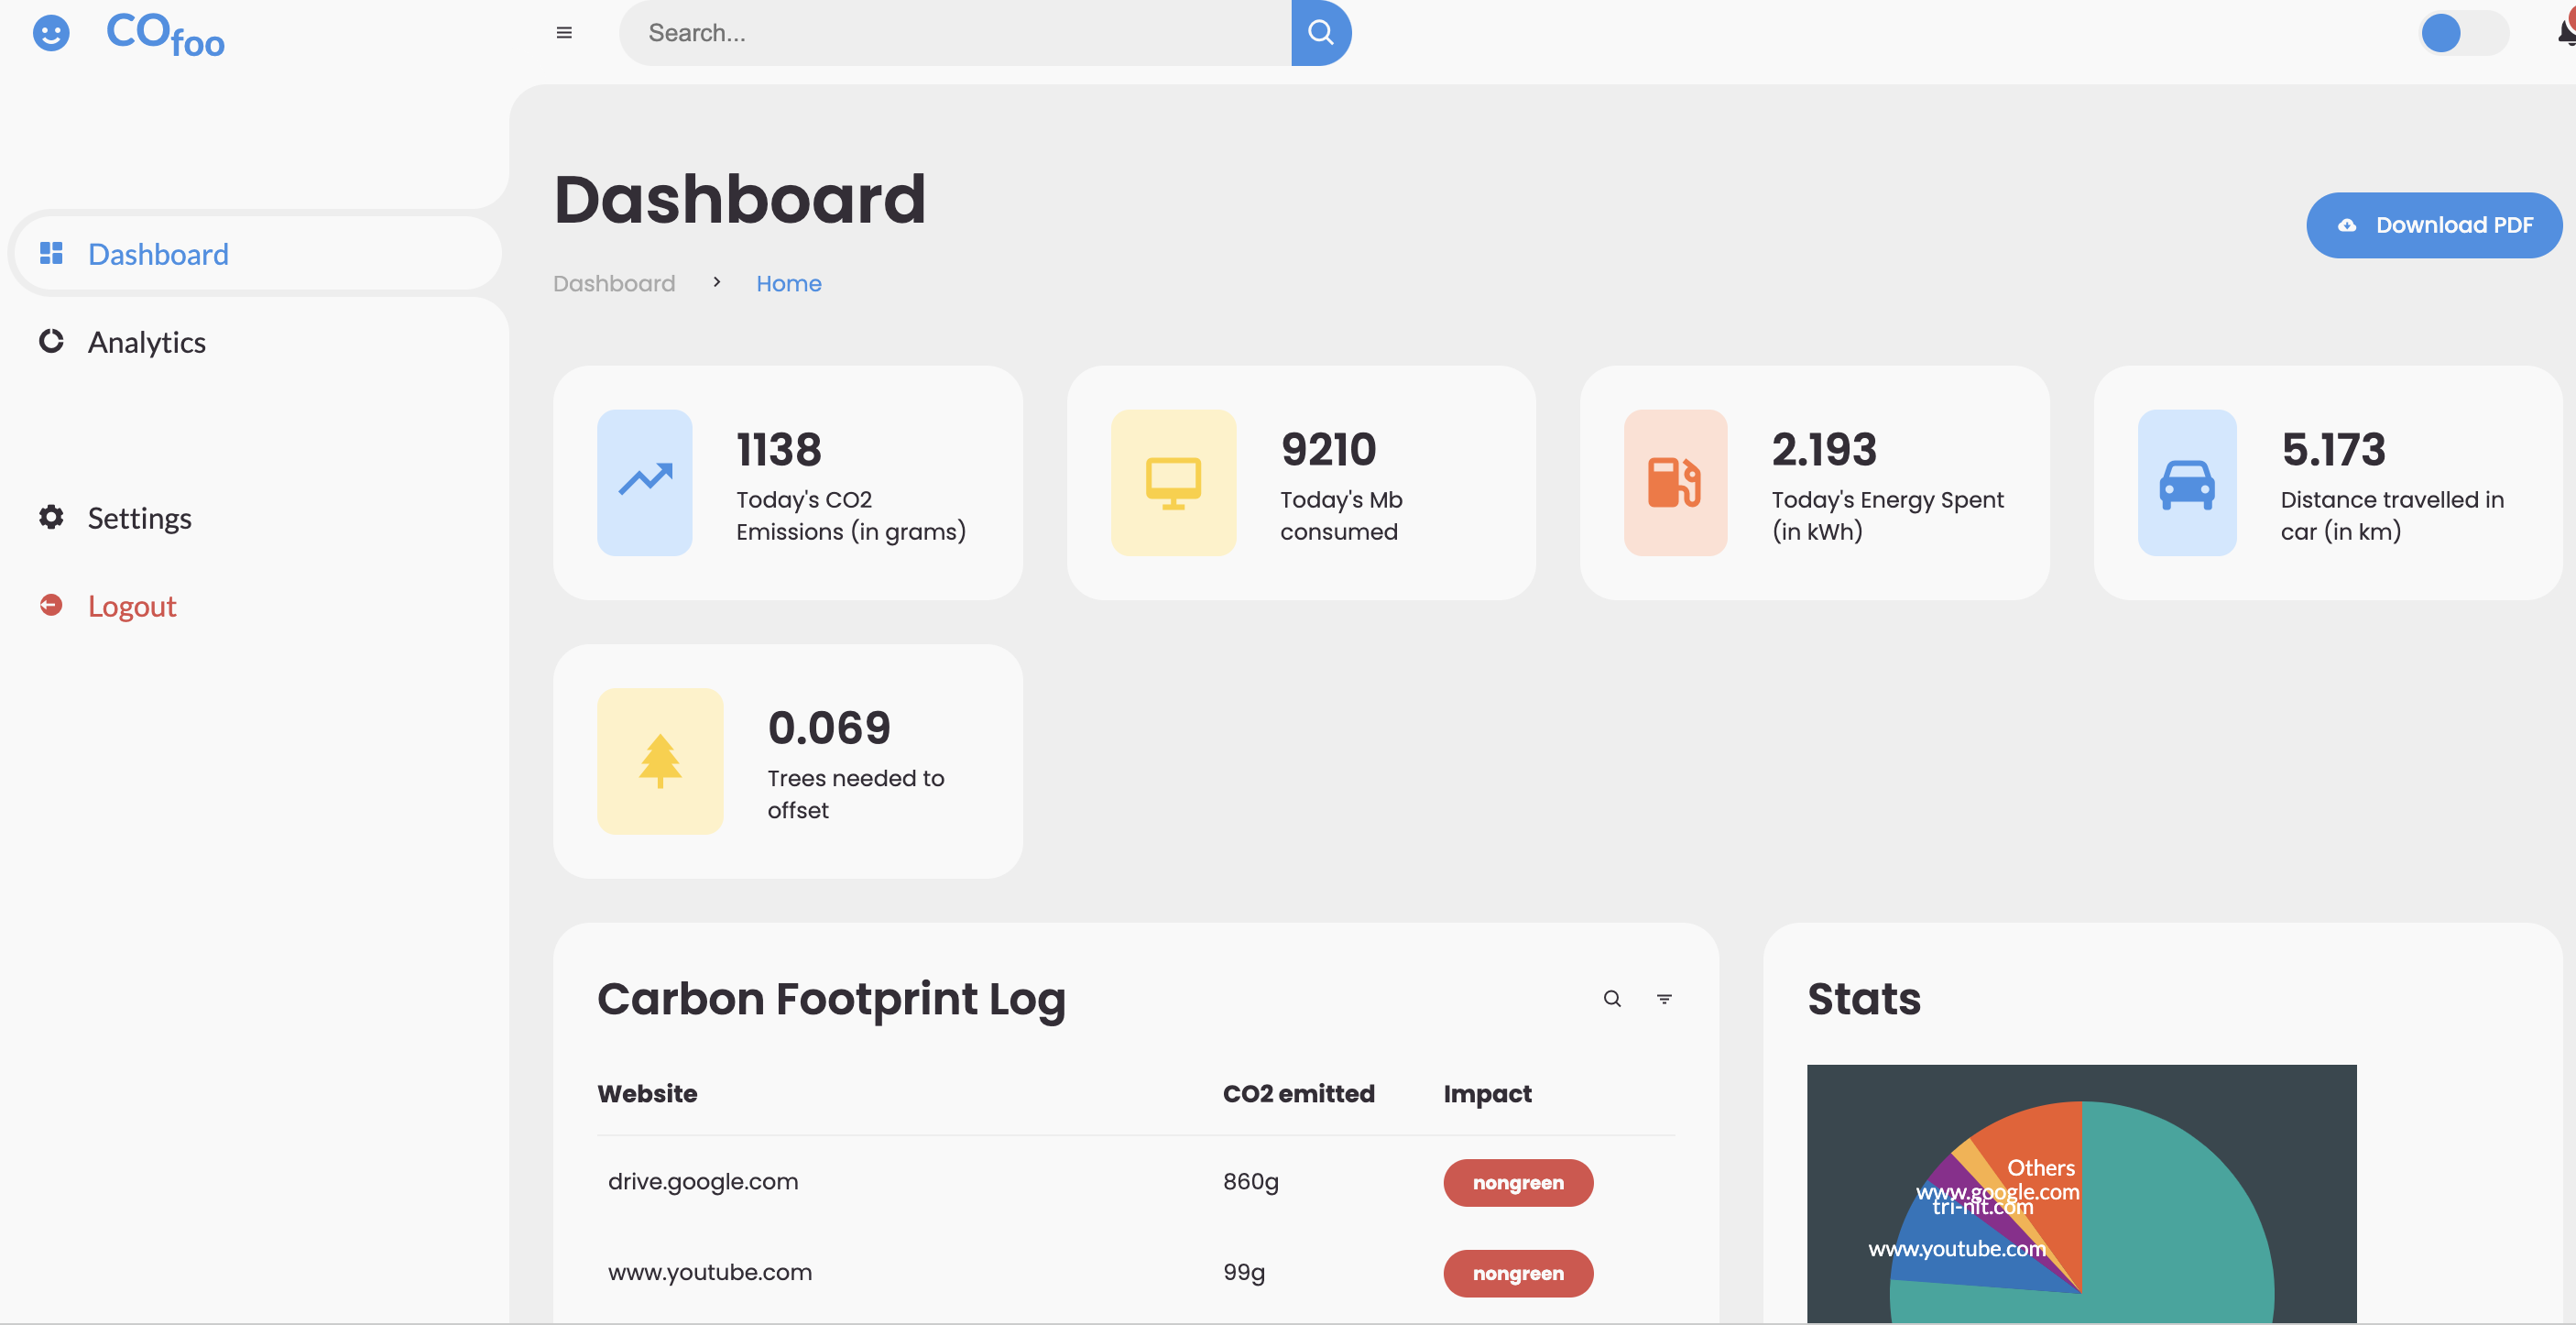 COfoo
Search...
Dashboard
Analytics
Settings
Logout
Dashboard
Dashboard > Home
Download PDF
1138
Today's CO2
Emissions (in grams)
9210
Today's Mb
consumed
2.193
Today's Energy Spent
(in kWh)
5.173
Distance travelled in
car (in km)
0.069
Trees needed to
offset
Carbon Footprint Log
Website CO2 emitted Impact
drive.google.com 860g nongreen
www.youtube.com 99g nongreen
Stats
Others
www.google.com
tri-nit.com
www.youtube.com